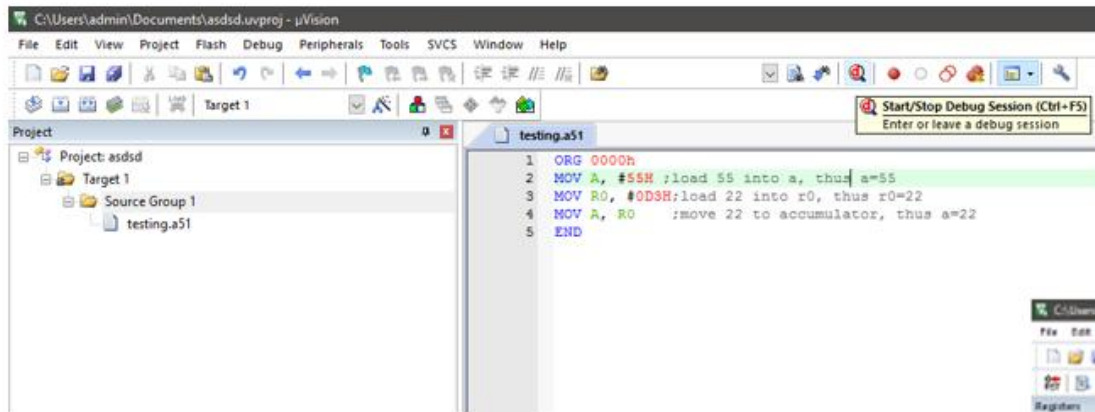 C:\Users\admin\Documents\asdsd.uvproj - µVision
File Edit View Project Flash Debug Peripherals Tools SVCS Window Help
Target 1
Start/Stop Debug Session (Ctrl+F5)
Enter or leave a debug session
Project
testing.a51
Project: asdsd
Target 1
Source Group 1
testing.a51
1 ORG 0000h
2 MOV A, #55H ;load 55 into a, thus a=55
3 MOV R0, #0D3H;load 22 into r0, thus r0=22
4 MOV A, R0 ;move 22 to accumulator, thus a=22
5 END
C:\Users
File Edit
Registers